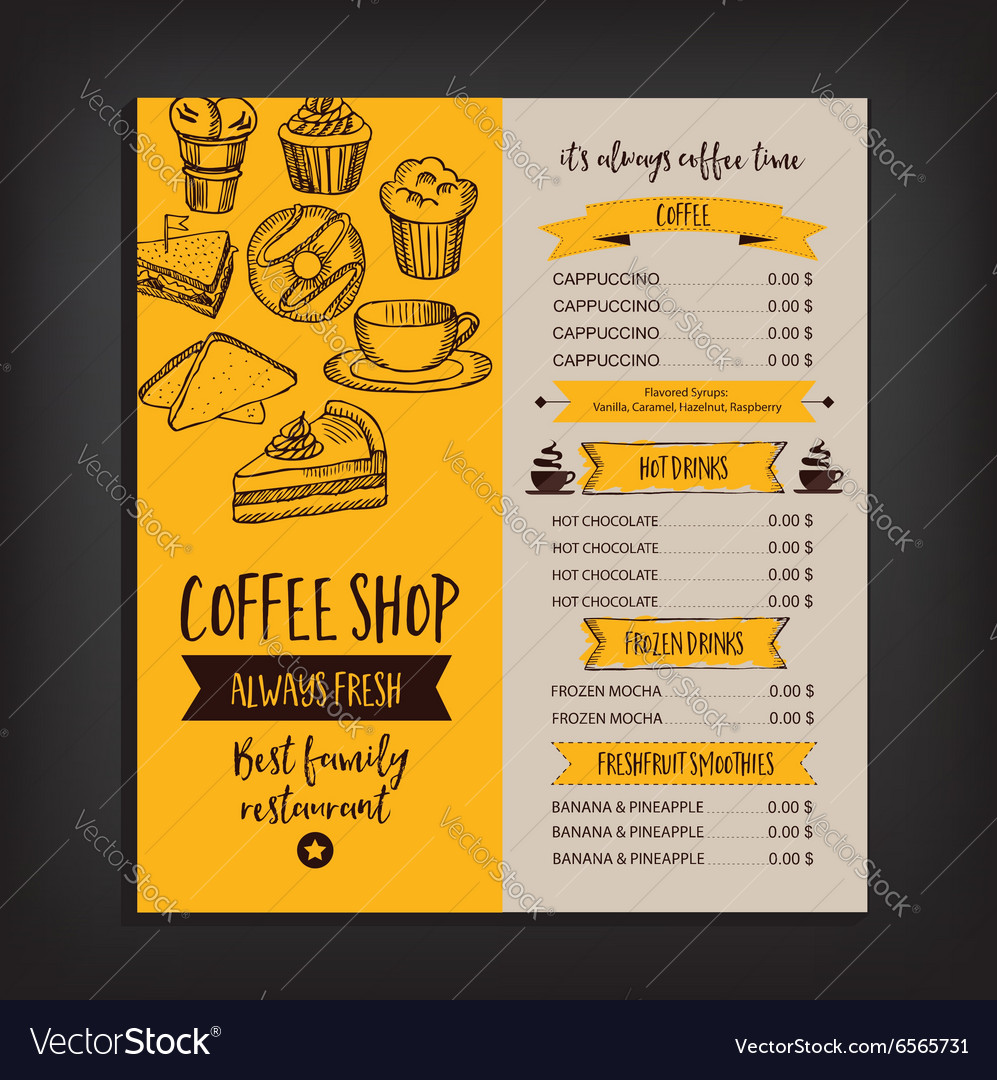 it's always coffee time
COFFEE
CAPPUCCINO 0.00 $
CAPPUCCINO 0.00 $
CAPPUCCINO 0.00 $
CAPPUCCINO 0.00 $
Flavored Syrups:
Vanilla, Caramel, Hazelnut, Raspberry
HOT DRINKS
HOT CHOCOLATE 0.00 $
HOT CHOCOLATE 0.00 $
HOT CHOCOLATE 0.00 $
HOT CHOCOLATE 0.00 $
FROZEN DRINKS
FROZEN MOCHA 0.00 $
FROZEN MOCHA 0.00 $
FRESHFRUIT SMOOTHIES
BANANA & PINEAPPLE 0.00 $
BANANA & PINEAPPLE 0.00 $
BANANA & PINEAPPLE 0.00 $
COFFEE SHOP
ALWAYS FRESH
Best family
restaurant
VectorStock®
VectorStock.com/6565731